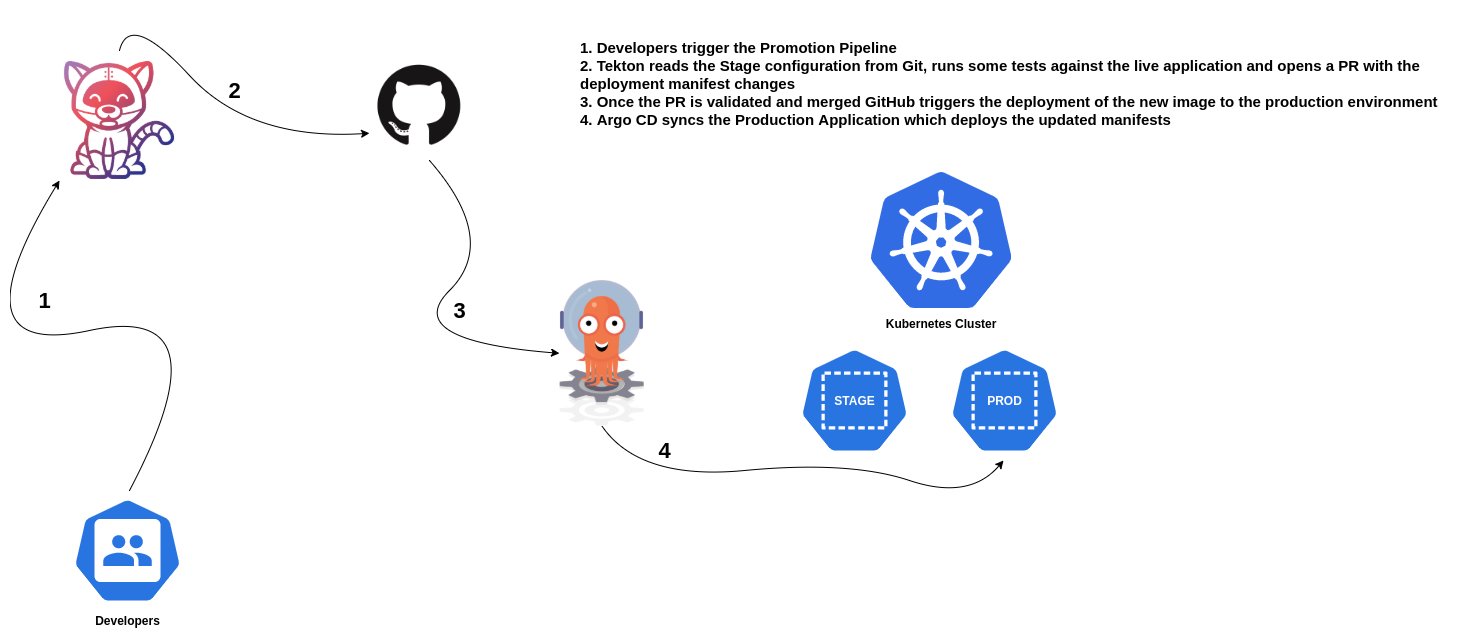 1. Developers trigger the Promotion Pipeline
2. Tekton reads the Stage configuration from Git, runs some tests against the live application and opens a PR with the
deployment manifest changes
3. Once the PR is validated and merged GitHub triggers the deployment of the new image to the production environment
4. Argo CD syncs the Production Application which deploys the updated manifests
2
1
3
Kubernetes Cluster
STAGE
PROD
4
Developers